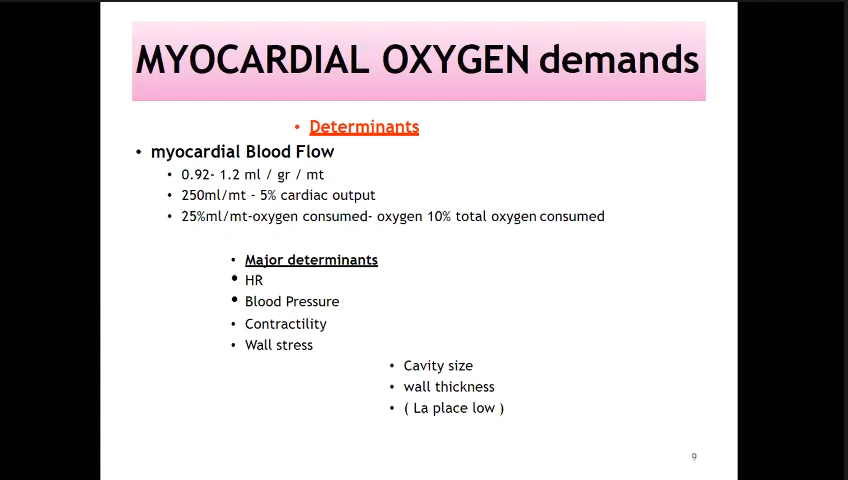 MYOCARDIAL OXYGEN demands
• Determinants
• myocardial Blood Flow
• 0.92- 1.2 ml / gr / mt
• 250ml/mt - 5% cardiac output
• 25%ml/mt-oxygen consumed- oxygen 10% total oxygen consumed
• Major determinants
• HR
• Blood Pressure
• Contractility
• Wall stress
• Cavity size
• wall thickness
• ( La place low )
9